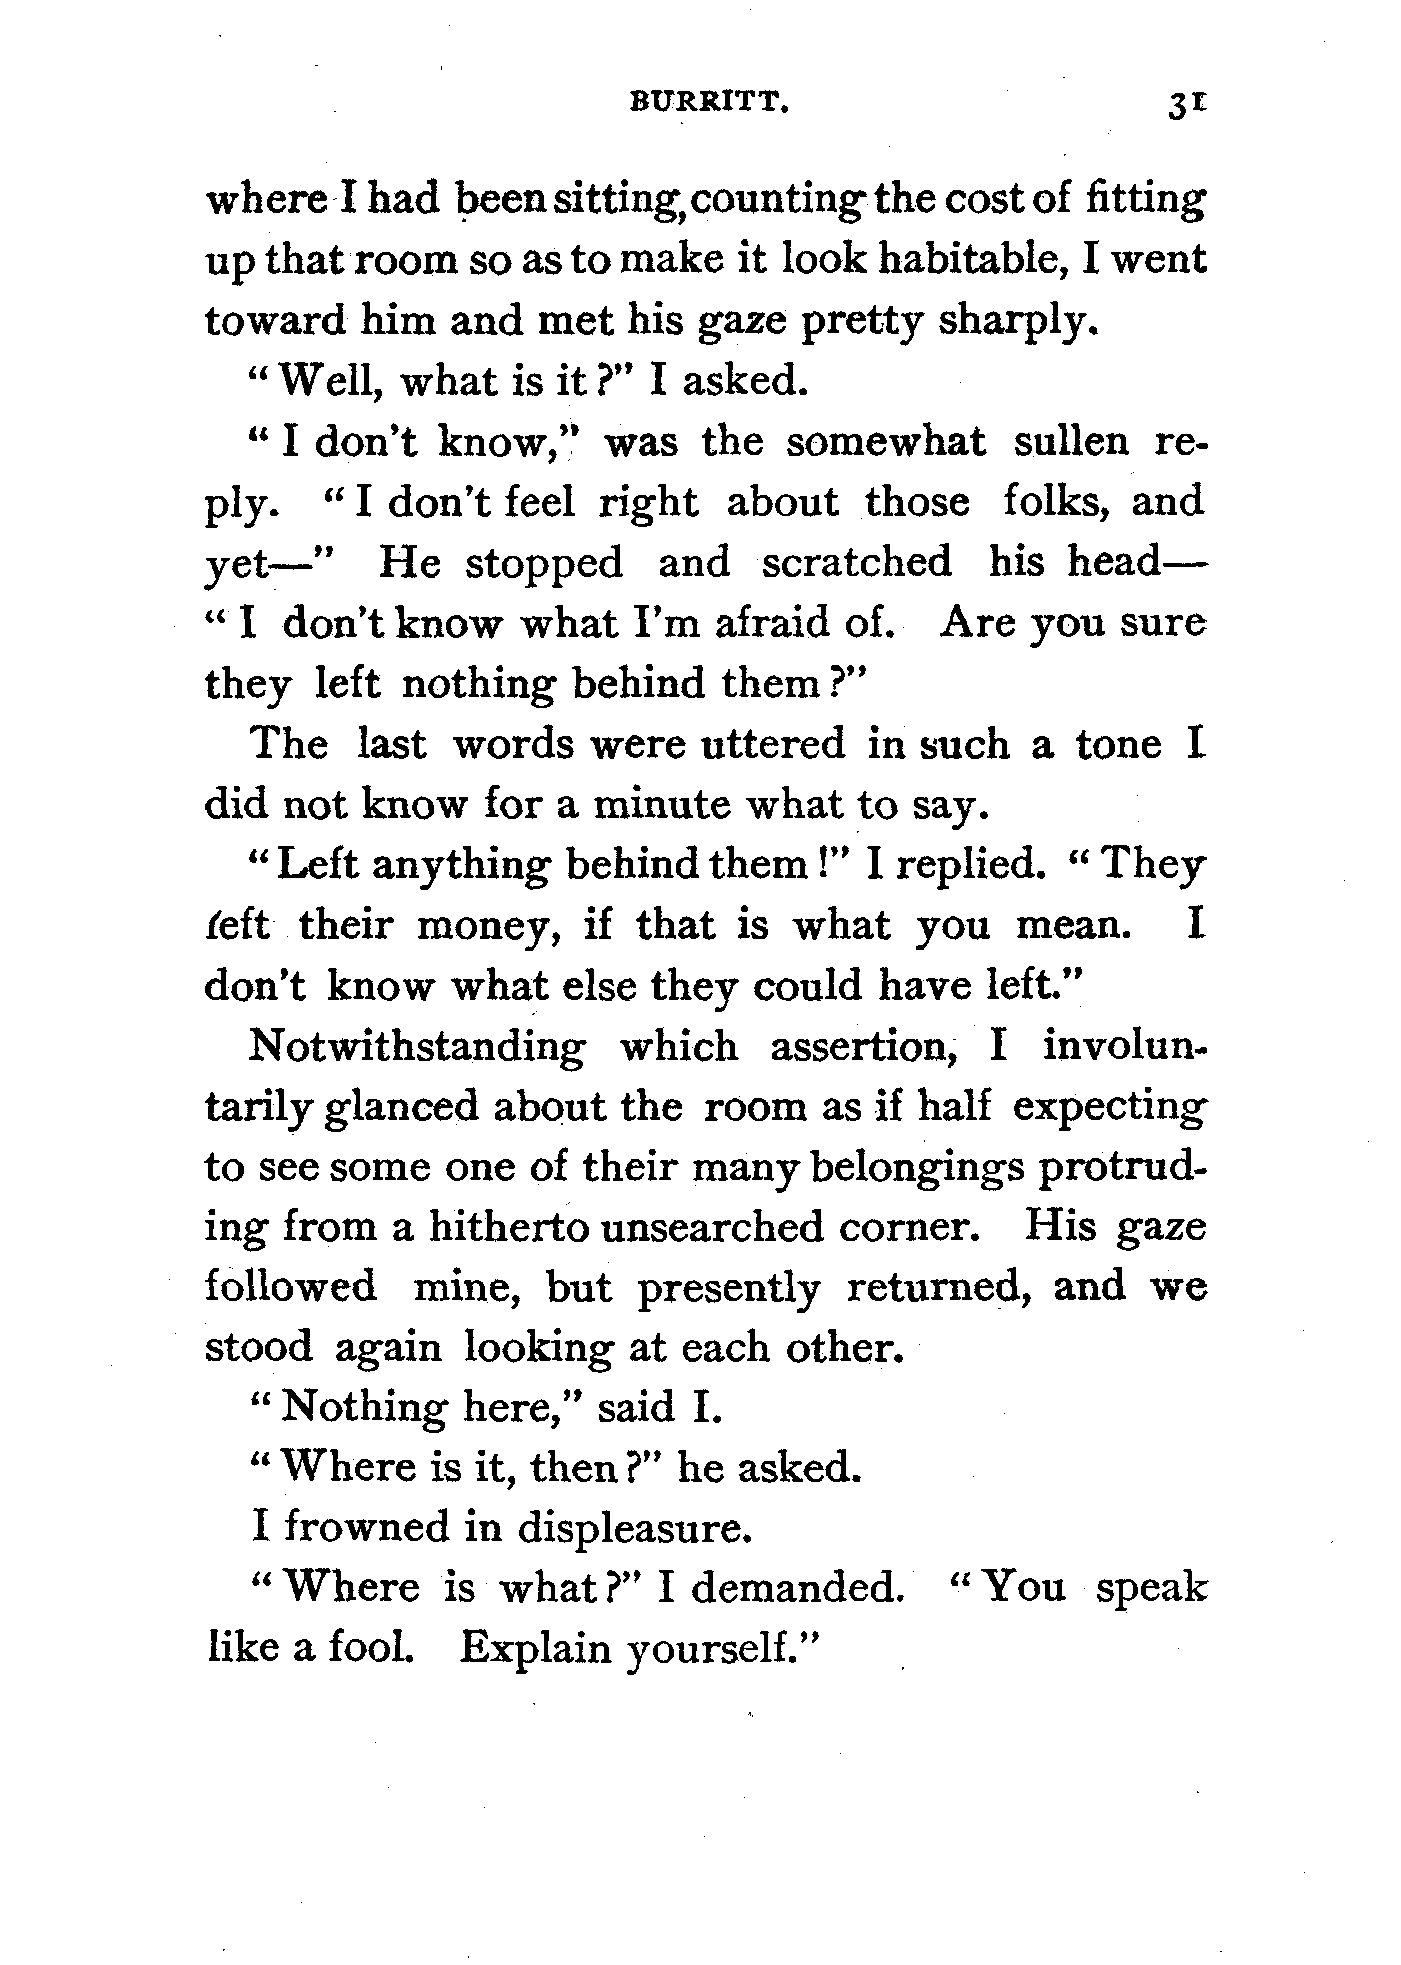 BURRITT. 31
where I had been sitting, counting the cost of fitting
up that room so as to make it look habitable, I went
toward him and met his gaze pretty sharply.
"Well, what is it?" I asked.
"I don't know," was the somewhat sullen re-
ply. "I don't feel right about those folks, and
yet—" He stopped and scratched his head—
"I don't know what I'm afraid of. Are you sure
they left nothing behind them?"
The last words were uttered in such a tone I
did not know for a minute what to say.
"Left anything behind them!" I replied. "They
left their money, if that is what you mean. I
don't know what else they could have left."
Notwithstanding which assertion, I involun-
tarily glanced about the room as if half expecting
to see some one of their many belongings protrud-
ing from a hitherto unsearched corner. His gaze
followed mine, but presently returned, and we
stood again looking at each other.
"Nothing here," said I.
"Where is it, then?" he asked.
I frowned in displeasure.
"Where is what?" I demanded. "You speak
like a fool. Explain yourself."